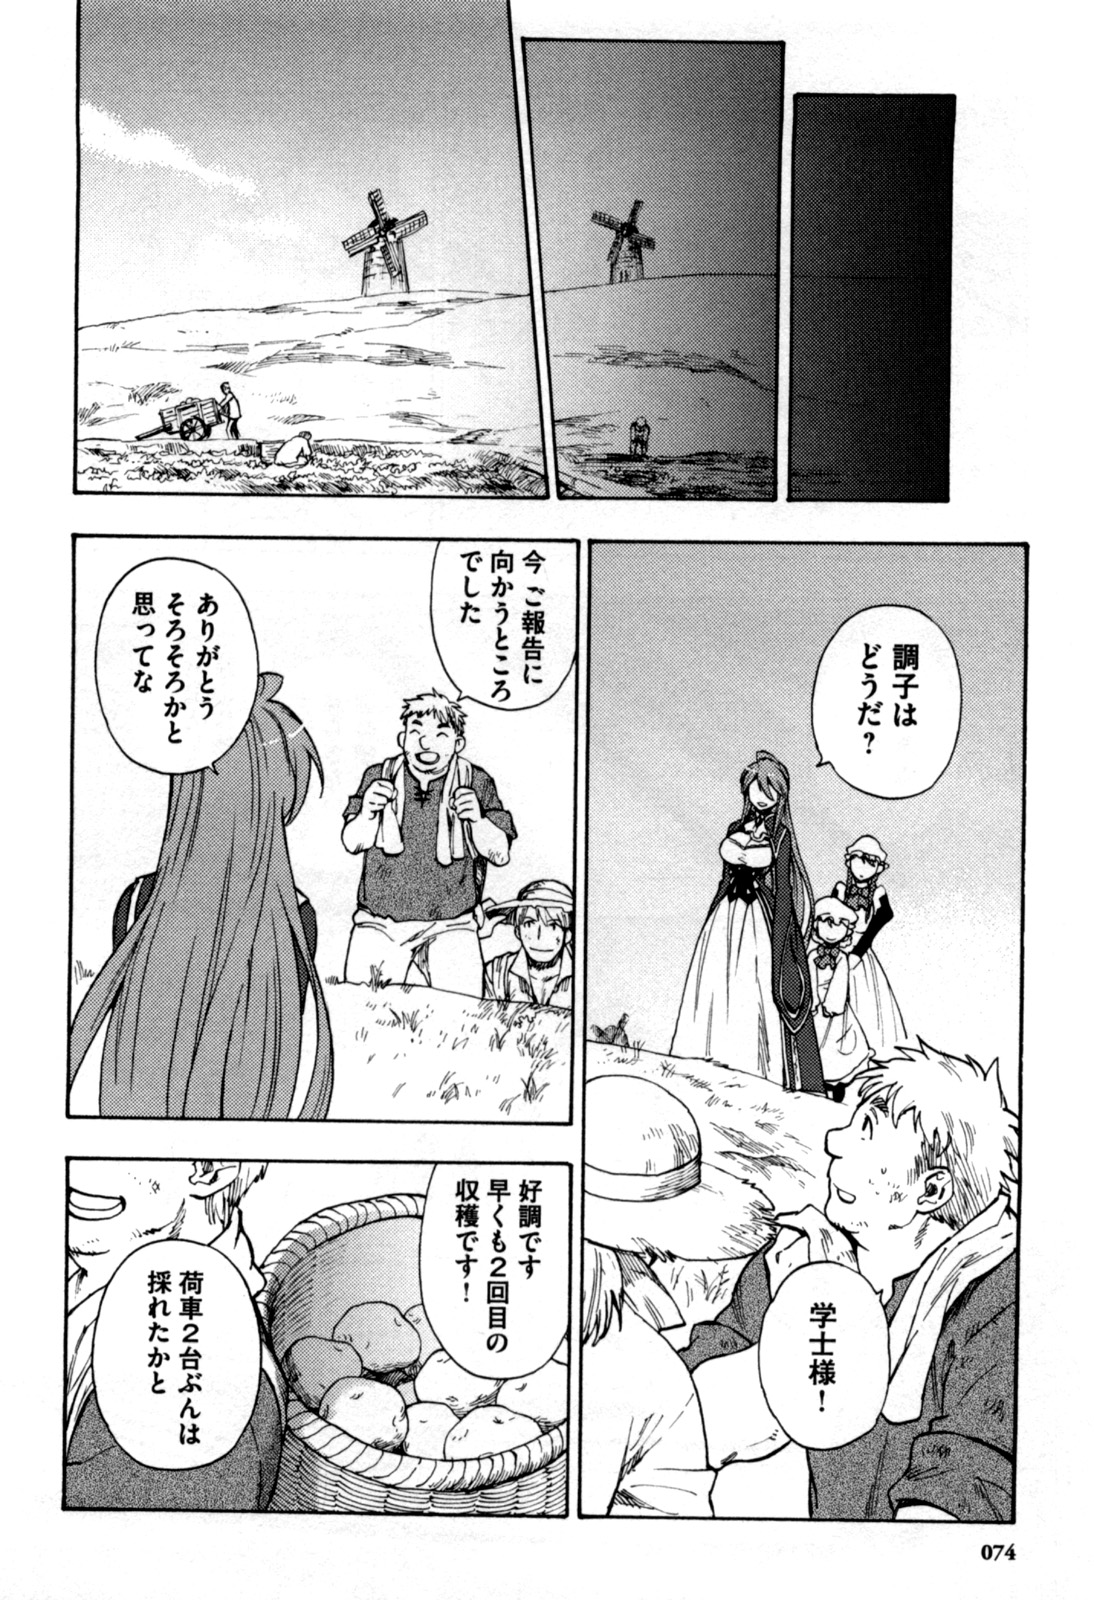 調子は
どうだ？
学士様！
今 ご報告に
向かうところ
でした
ありがとう
そろそろかと
思ってな
好調です
早くも２回目の
収穫です！
荷車２台ぶんは
採れたかと
074